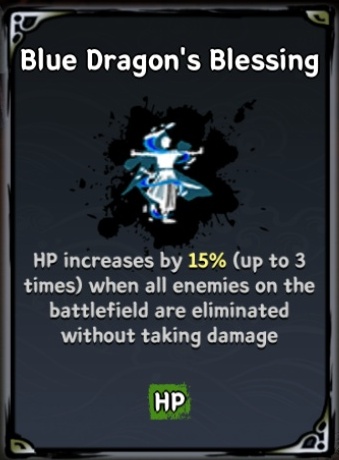 Blue Dragon's Blessing
HP increases by 15% (up to 3
times) when all enemies on the
battlefield are eliminated
without taking damage
HP